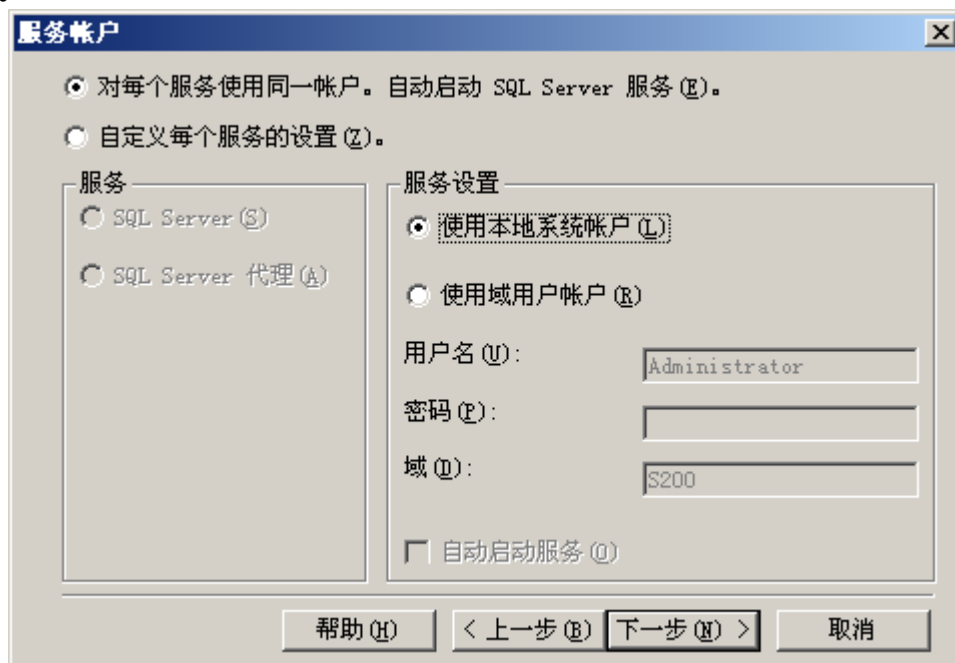 服务帐户
对每个服务使用同一帐户。自动启动 SQL Server 服务(E)。
自定义每个服务的设置(Z)。
服务
SQL Server(S)
SQL Server 代理(A)
服务设置
使用本地系统帐户(L)
使用域用户帐户(R)
用户名(U):
Administrator
密码(P):
域(D):
S200
自动启动服务(O)
帮助(H)
< 上一步(B)
下一步(N) >
取消